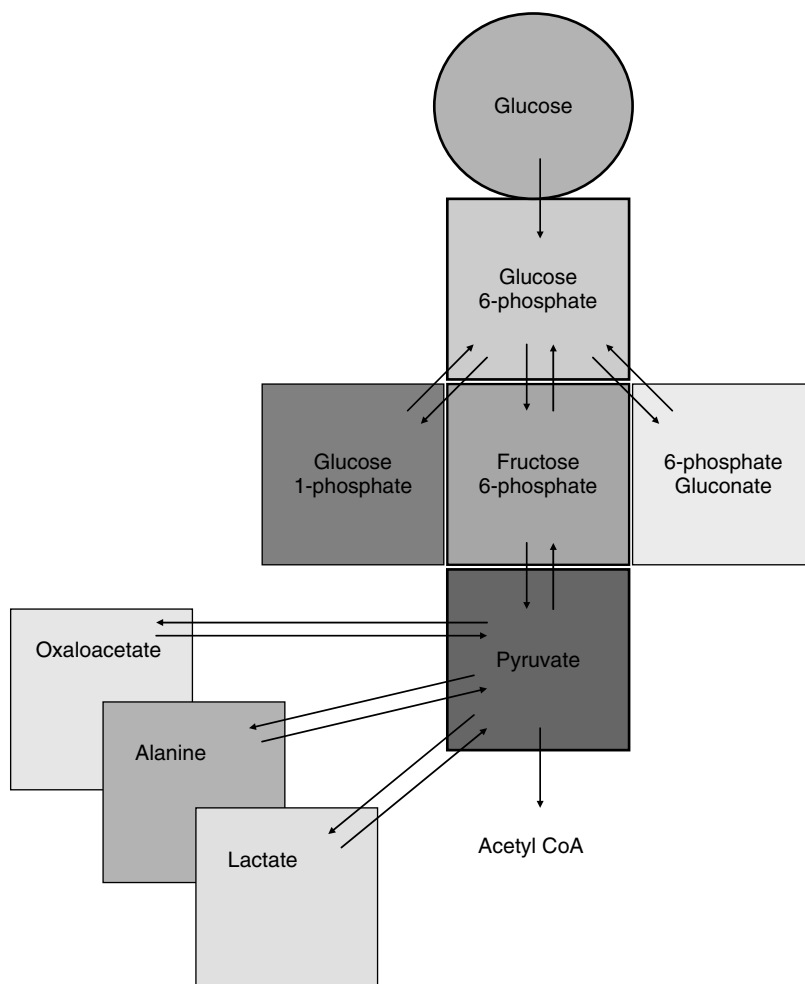 Glucose
Glucose
6-phosphate
Glucose
1-phosphate
Fructose
6-phosphate
6-phosphate
Gluconate
Oxaloacetate
Pyruvate
Alanine
Lactate
Acetyl CoA